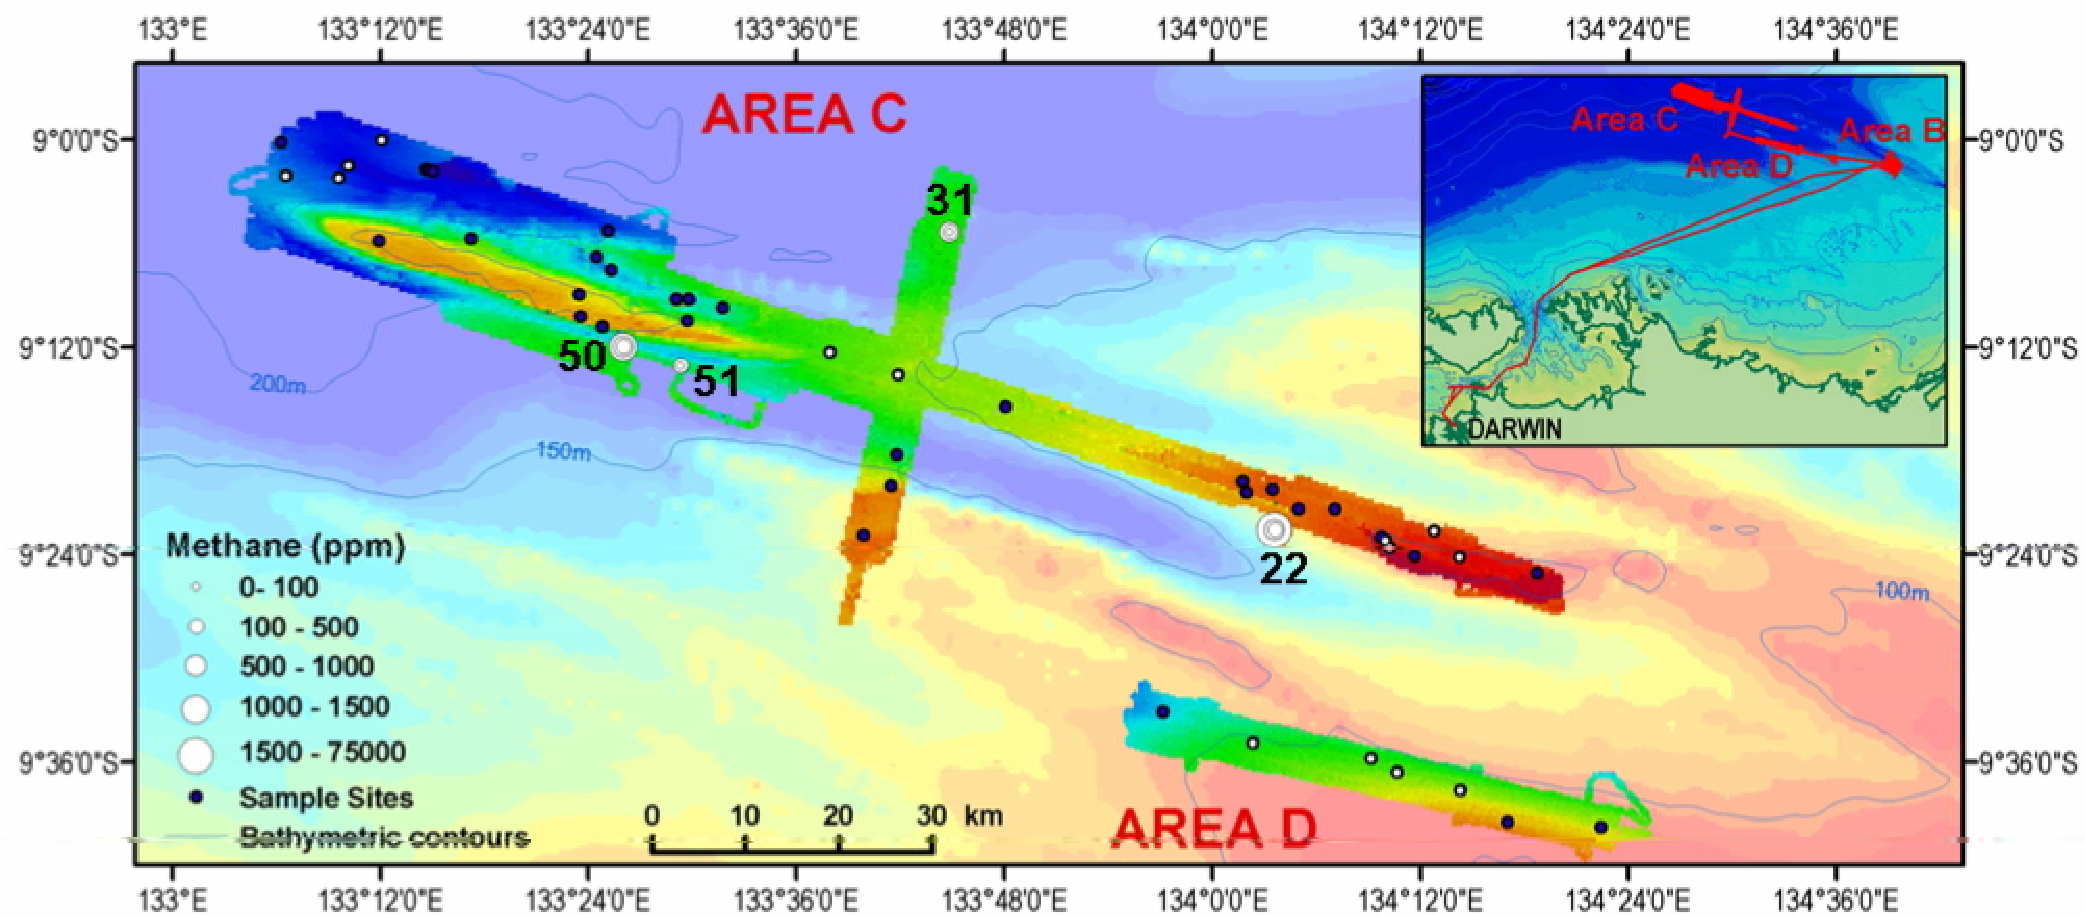 133°E 133°12'0"E 133°24'0"E 133°36'0"E 133°48'0"E 134°0'0"E 134°12'0"E 134°24'0"E 134°36'0"E
AREA C
Area C
Area B
Area D
DARWIN
9°0'0"S 9°0'0"S
31
9°12'0"S 9°12'0"S
50
51
200m
150m
22
9°24'0"S 9°24'0"S
100m
Methane (ppm)
0- 100
100 - 500
500 - 1000
1000 - 1500
1500 - 75000
Sample Sites
Bathymetric contours
9°36'0"S 9°36'0"S
0 10 20 30 km
AREA D
133°E 133°12'0"E 133°24'0"E 133°36'0"E 133°48'0"E 134°0'0"E 134°12'0"E 134°24'0"E 134°36'0"E